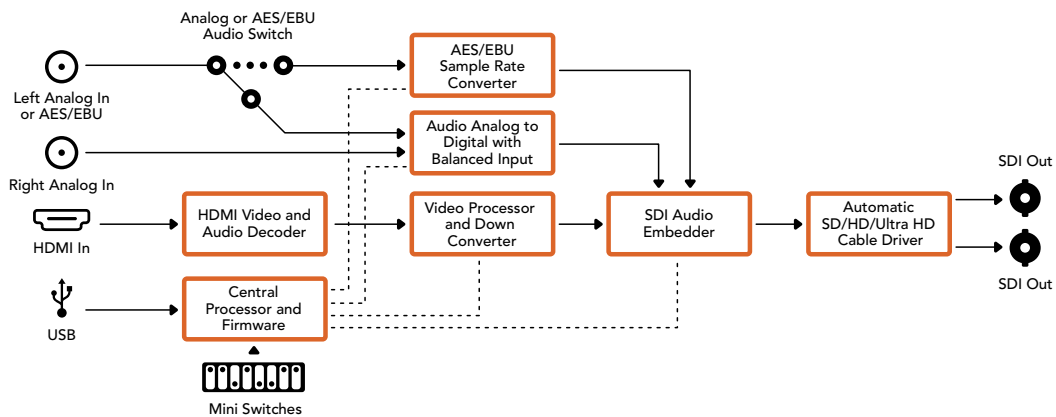 Analog or AES/EBU
Audio Switch
Left Analog In
or AES/EBU
AES/EBU
Sample Rate
Converter
Audio Analog to
Digital with
Balanced Input
Right Analog In
HDMI In
HDMI Video and
Audio Decoder
Video Processor
and Down
Converter
SDI Audio
Embedder
Automatic
SD/HD/Ultra HD
Cable Driver
SDI Out
SDI Out
USB
Central
Processor and
Firmware
Mini Switches